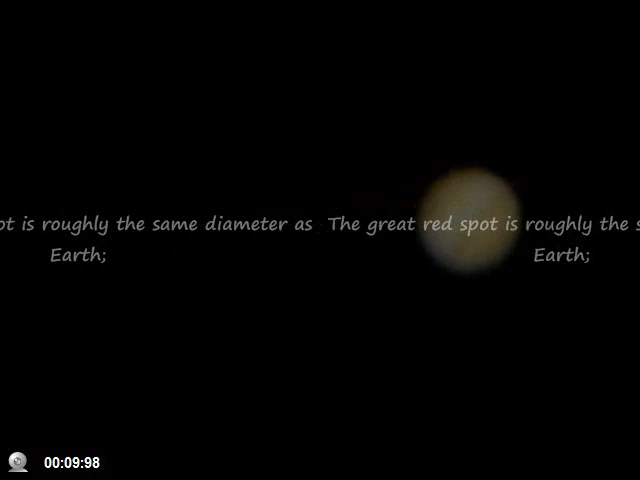 ot is roughly the same diameter as The great red spot is roughly the s
Earth; Earth;
00:09:98